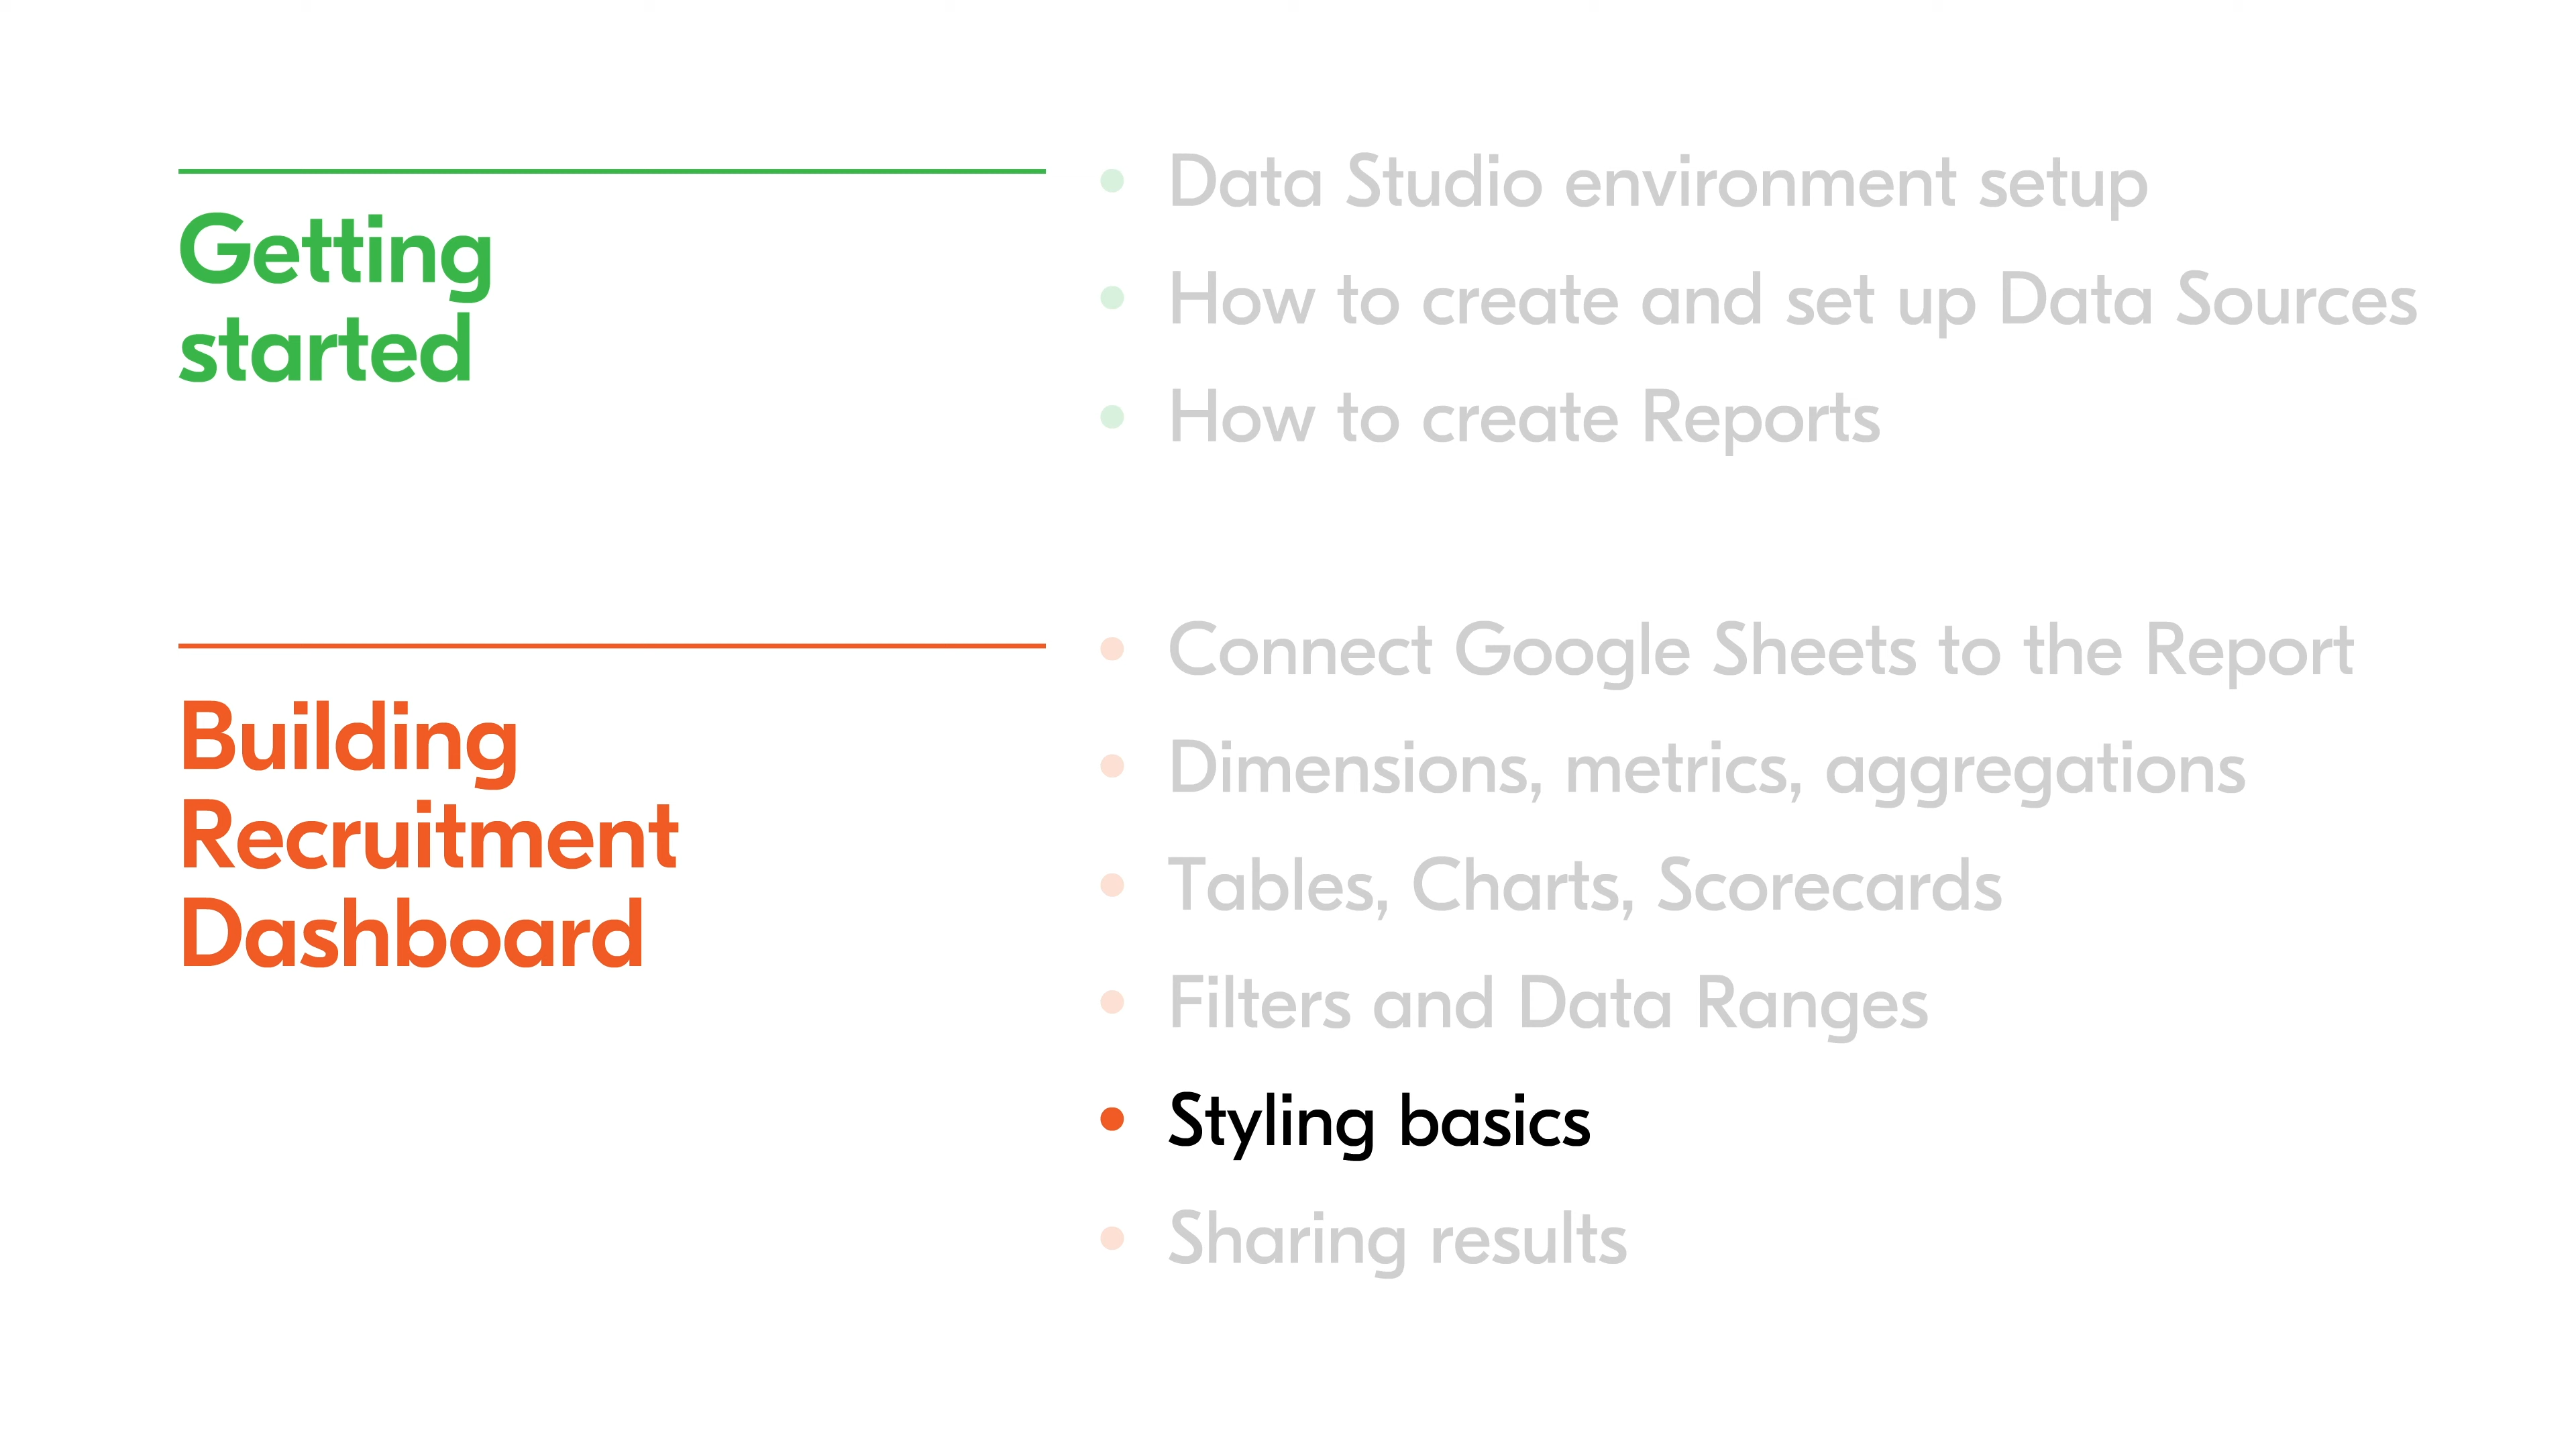 Getting
started
• Data Studio environment setup
• How to create and set up Data Sources
• How to create Reports
Building
Recruitment
Dashboard
• Connect Google Sheets to the Report
• Dimensions, metrics, aggregations
• Tables, Charts, Scorecards
• Filters and Data Ranges
• Styling basics
• Sharing results